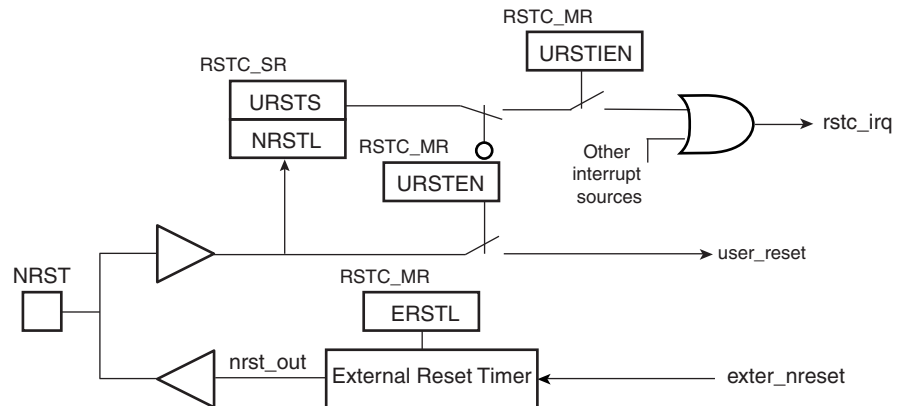 RSTC_MR
URSTIEN
RSTC_SR
URSTS
NRSTL
rstc_irq
RSTC_MR
Other
interrupt
sources
URSTEN
user_reset
NRST
RSTC_MR
ERSTL
nrst_out
External Reset Timer
exter_nreset